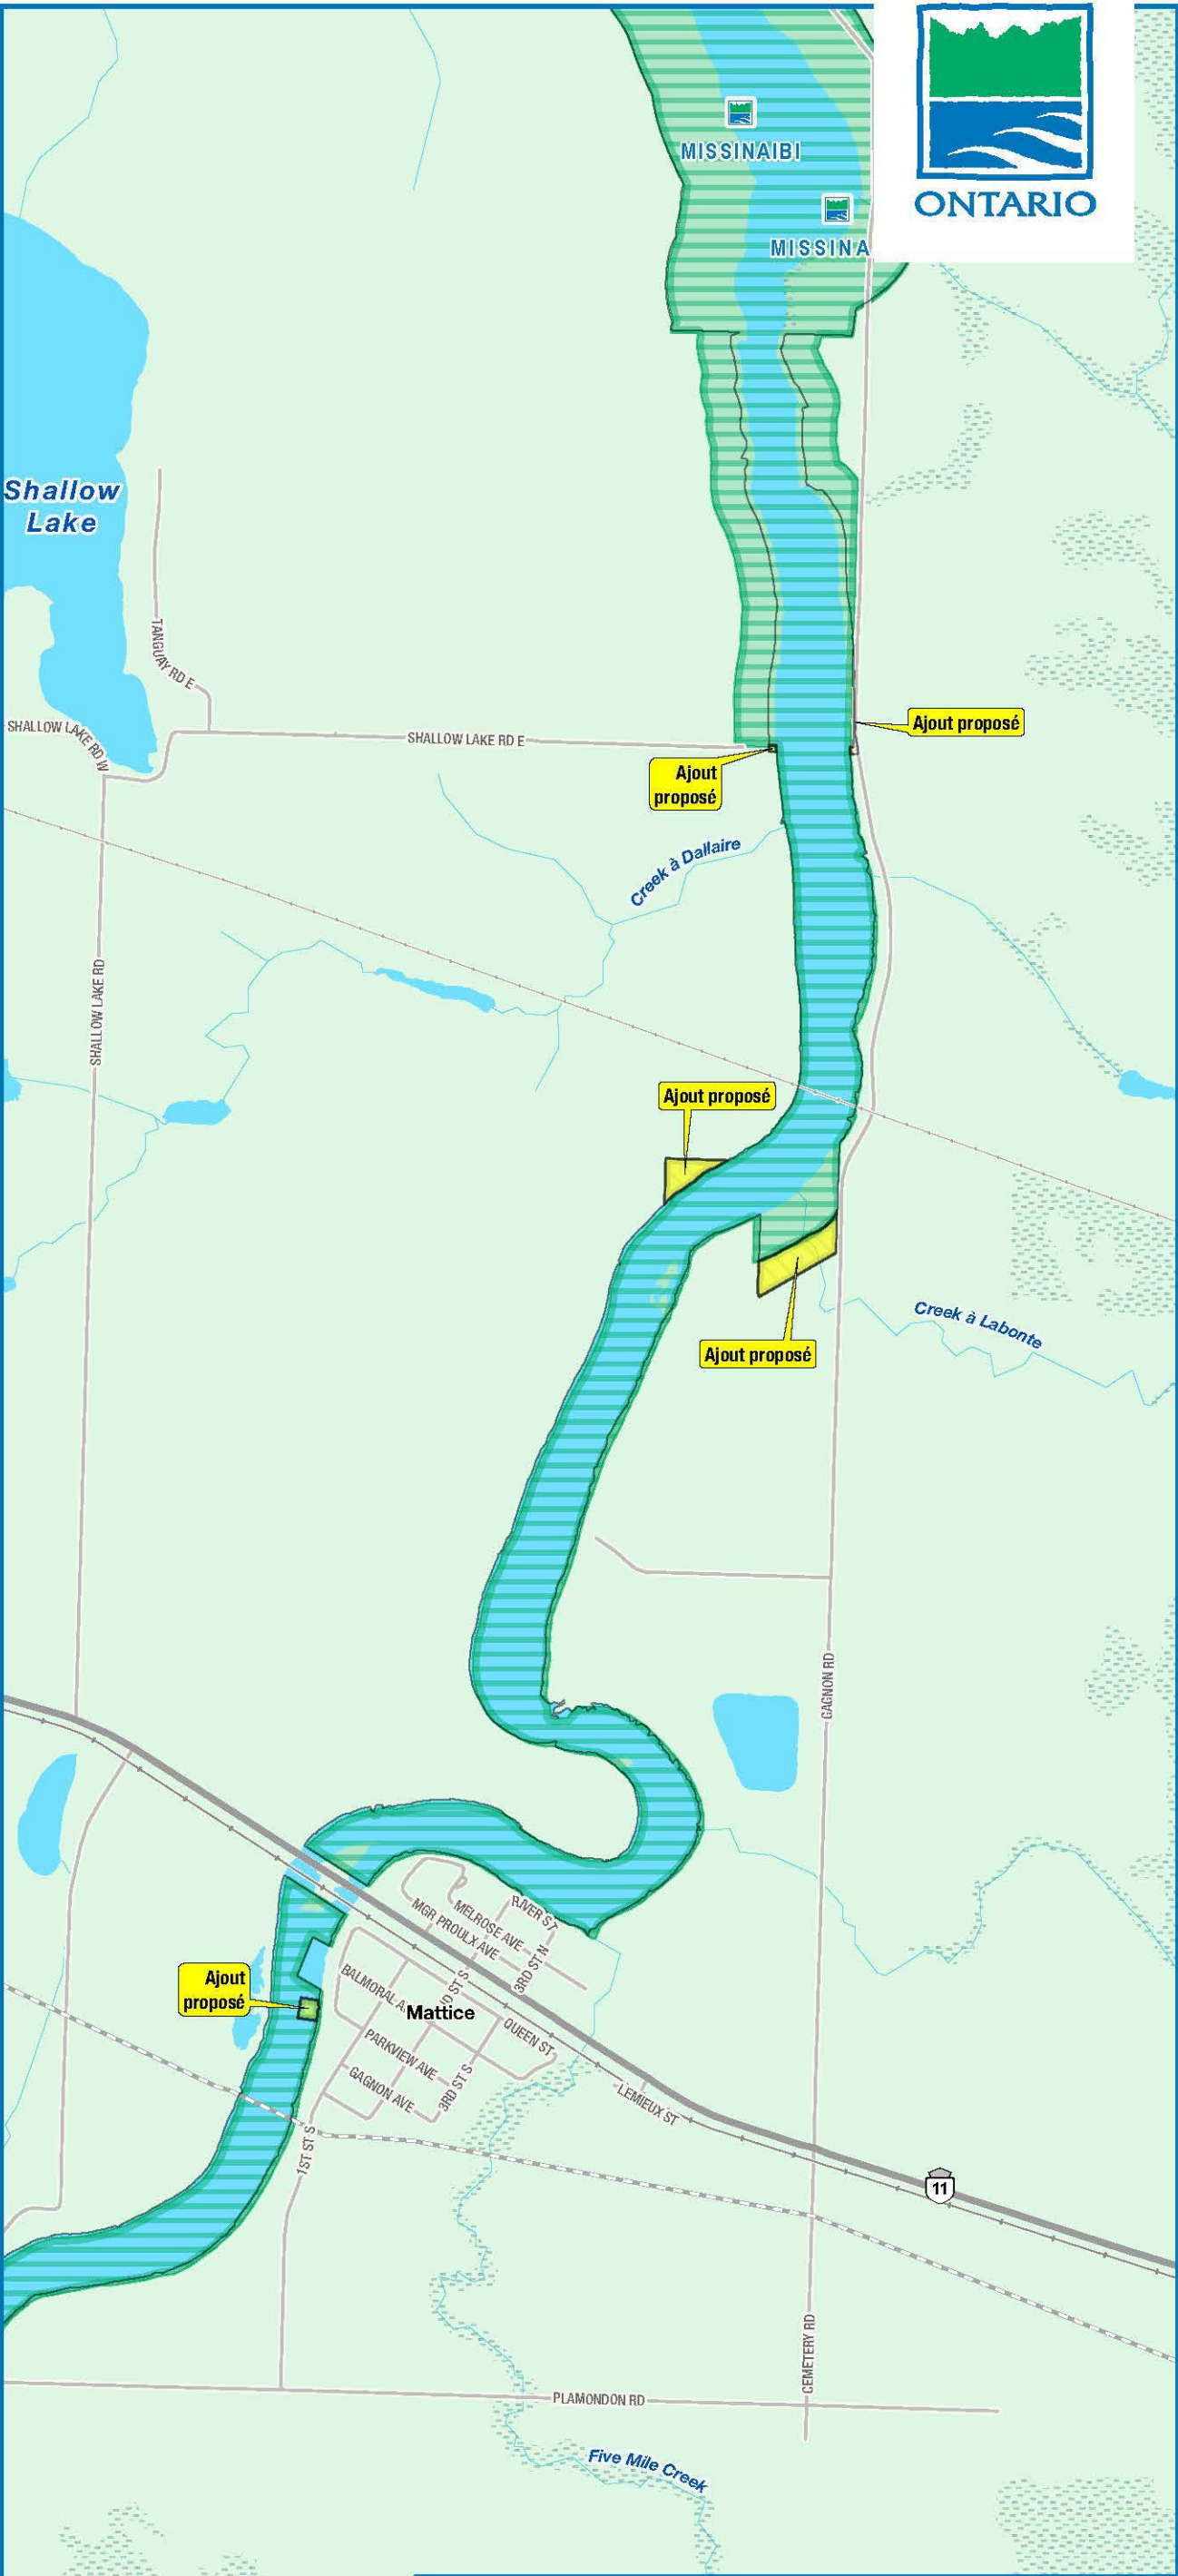 ONTARIO
MISSINAIBI
MISSINA
Shallow
Lake
TANGUAY RD E
SHALLOW LAKE RD W
SHALLOW LAKE RD E
Ajout proposé
Ajout
proposé
Creek à Dallaire
SHALLOW LAKE RD
Ajout proposé
Creek à Labonte
Ajout proposé
GAGNON RD
RIVER ST
MELROSE AVE
MGR PROULX AVE
3RD ST N
Ajout
proposé
BALMORAL A
D ST S
Mattice
QUEEN ST
PARKVIEW AVE
GAGNON AVE
3RD ST S
LEMIEUX ST
1ST ST S
11
CEMETERY RD
PLAMONDON RD
Five Mile Creek